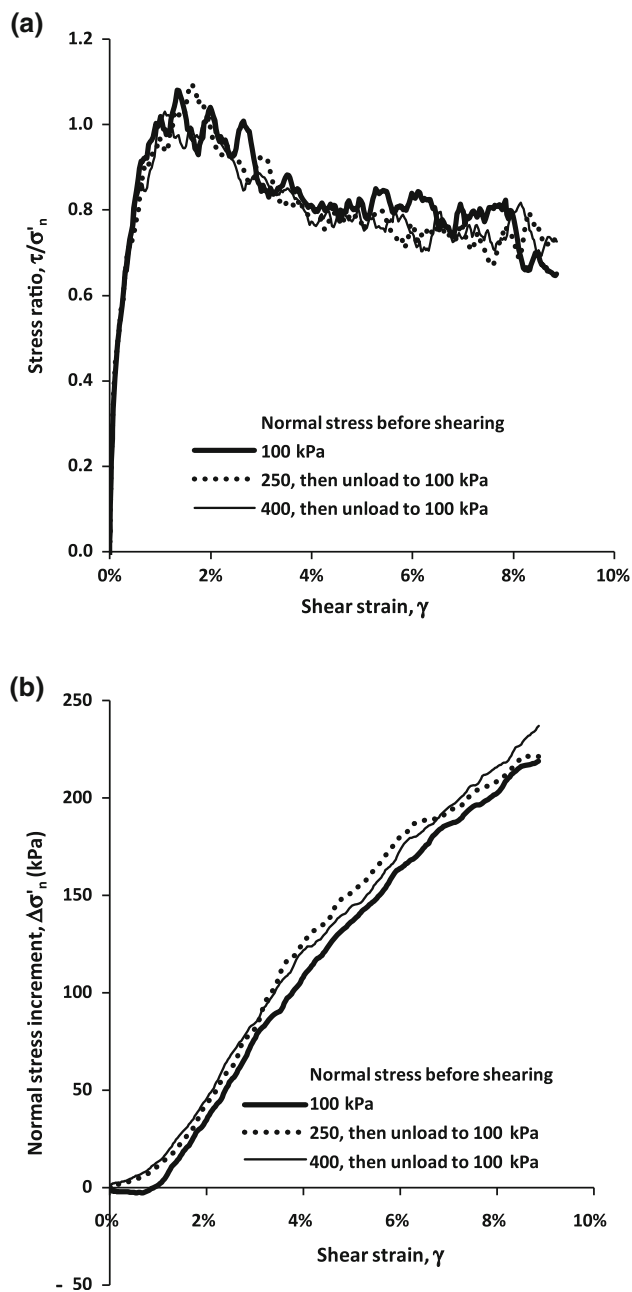 (a)
1.2
1.0
0.8
0.6
0.4
0.2
0.0
Stress ratio, τ/σ'n
Normal stress before shearing
100 kPa
250, then unload to 100 kPa
400, then unload to 100 kPa
0% 2% 4% 6% 8% 10%
Shear strain, γ
(b)
250
200
150
100
50
0
- 50
Normal stress increment, Δσ'n (kPa)
Normal stress before shearing
100 kPa
250, then unload to 100 kPa
400, then unload to 100 kPa
0% 2% 4% 6% 8% 10%
Shear strain, γ